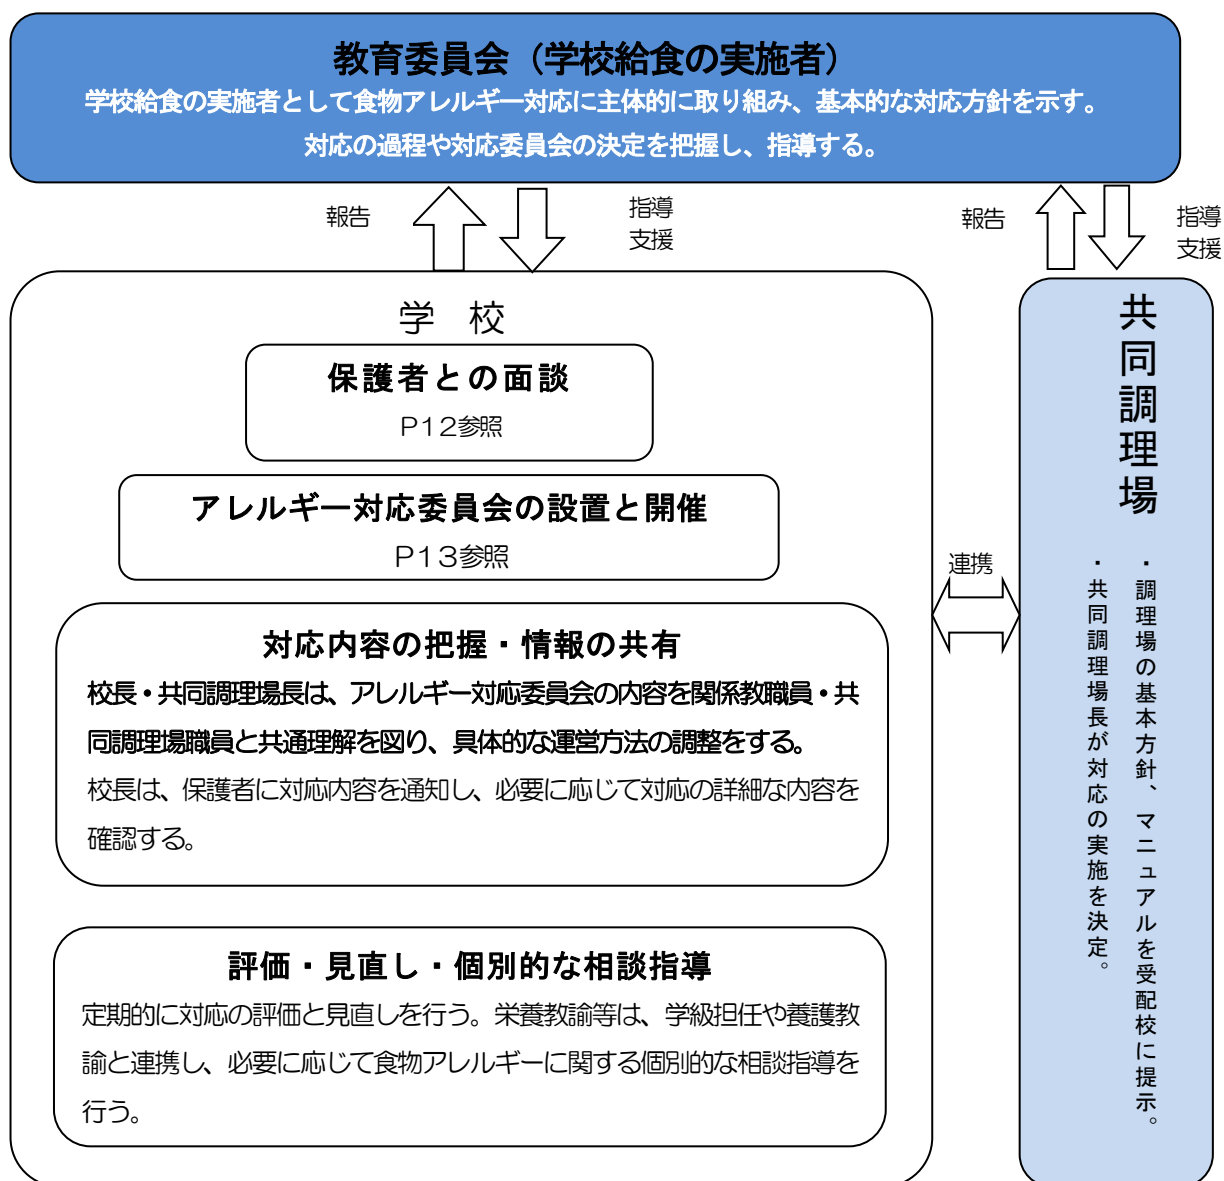 教育委員会（学校給食の実施者）
学校給食の実施者として食物アレルギー対応に主体的に取り組み、基本的な対応方針を示す。
対応の過程や対応委員会の決定を把握し、指導する。
報告
指導
支援
報告
指導
支援
学　校
保護者との面談
P12参照
アレルギー対応委員会の設置と開催
P13参照
対応内容の把握・情報の共有
校長・共同調理場長は、アレルギー対応委員会の内容を関係教職員・共
同調理場職員と共通理解を図り、具体的な運営方法の調整をする。
校長は、保護者に対応内容を通知し、必要に応じて対応の詳細な内容を
確認する。
評価・見直し・個別的な相談指導
定期的に対応の評価と見直しを行う。栄養教諭等は、学級担任や養護教
諭と連携し、必要に応じて食物アレルギーに関する個別的な相談指導を
行う。
連携
共同調理場
・調理場の基本方針、マニュアルを受配校に提示。
・共同調理場長が対応の実施を決定。